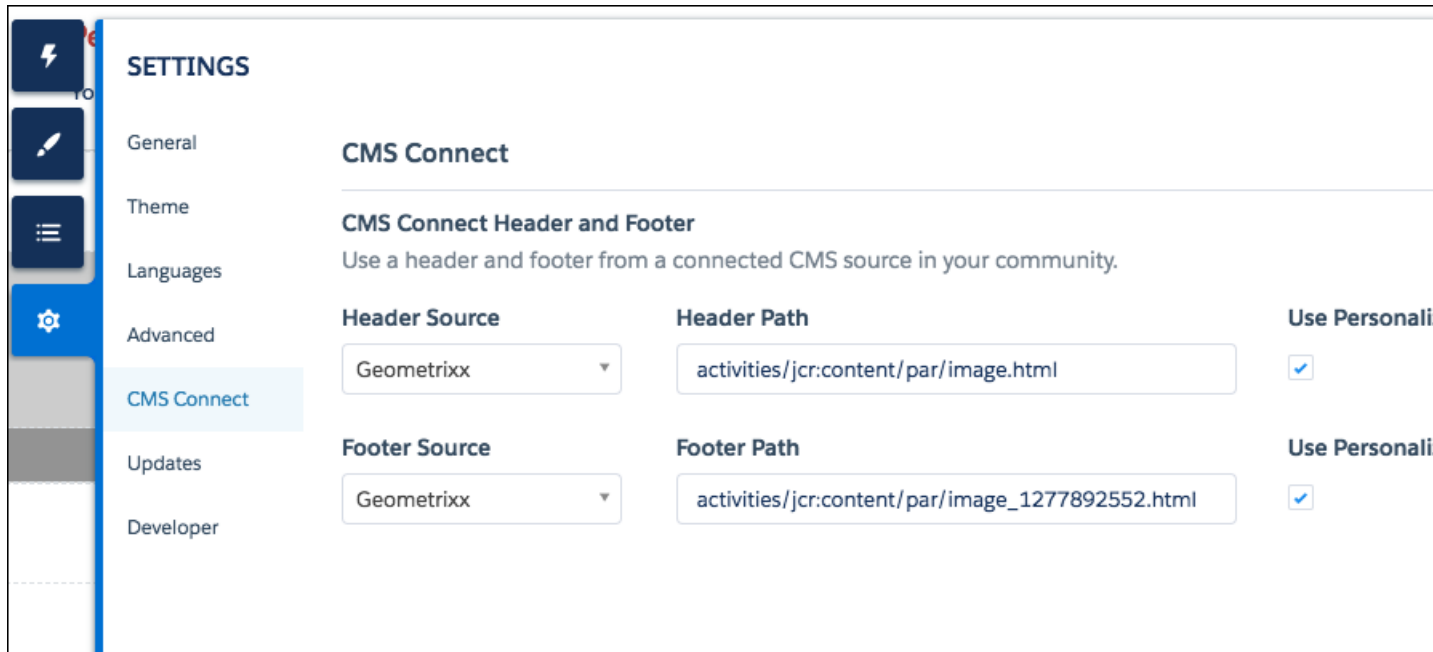 SETTINGS
General
Theme
Languages
Advanced
CMS Connect
Updates
Developer
CMS Connect
CMS Connect Header and Footer
Use a header and footer from a connected CMS source in your community.
Header Source Header Path Use
Geometrixx activities/jcr:content/par/image.html
Footer Source Footer Path Use
Geometrixx activities/jcr:content/par/image_1277892552.html